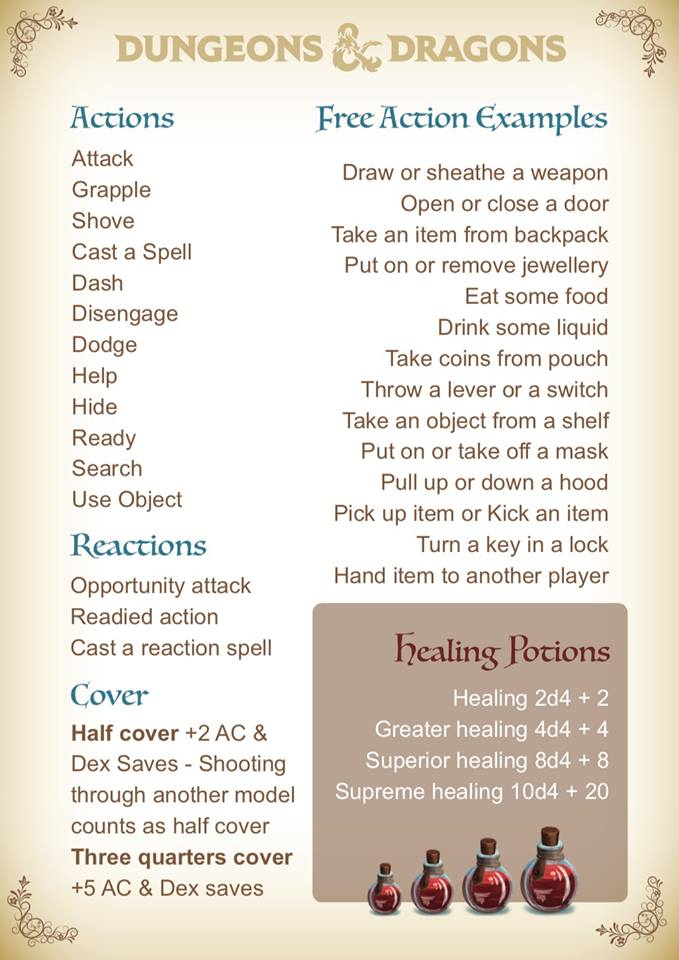 DUNGEONS & DRAGONS
Actions
Attack
Grapple
Shove
Cast a Spell
Dash
Disengage
Dodge
Help
Hide
Ready
Search
Use Object
Reactions
Opportunity attack
Readied action
Cast a reaction spell
Cover
Half cover +2 AC &
Dex Saves - Shooting
through another model
counts as half cover
Three quarters cover
+5 AC & Dex saves
Free Action Examples
Draw or sheathe a weapon
Open or close a door
Take an item from backpack
Put on or remove jewellery
Eat some food
Drink some liquid
Take coins from pouch
Throw a lever or a switch
Take an object from a shelf
Put on or take off a mask
Pull up or down a hood
Pick up item or Kick an item
Turn a key in a lock
Hand item to another player
Healing Potions
Healing 2d4 + 2
Greater healing 4d4 + 4
Superior healing 8d4 + 8
Supreme healing 10d4 + 20